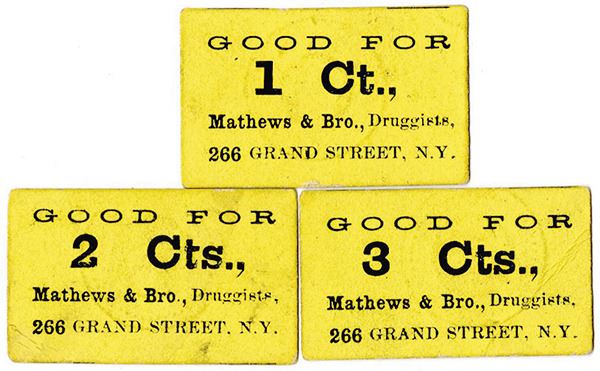 GOOD FOR
1 Ct.,
Mathews & Bro., Druggists,
266 GRAND STREET, N.Y.
GOOD FOR
2 Cts.,
Mathews & Bro., Druggists,
266 GRAND STREET, N.Y.
GOOD FOR
3 Cts.,
Mathews & Bro., Druggists,
266 GRAND STREET, N.Y.